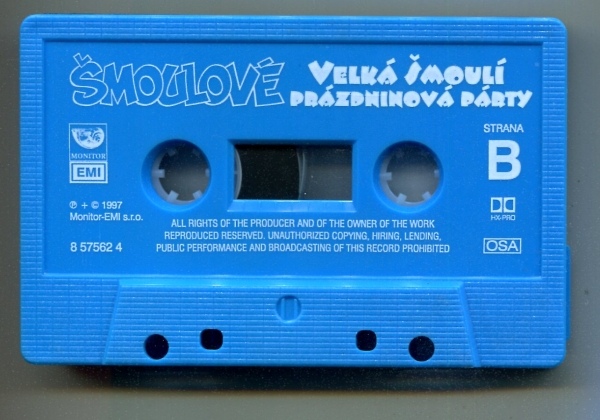 ŠMOULOVÉ
VELKÁ ŠMOULÍ
PRÁZDNINOVÁ PÁRTY
STRANA
B
MONITOR
EMI
℗ + © 1997
Monitor-EMI s.r.o.
8 57562 4
ALL RIGHTS OF THE PRODUCER AND OF THE OWNER OF THE WORK
REPRODUCED RESERVED. UNAUTHORIZED COPYING, HIRING, LENDING,
PUBLIC PERFORMANCE AND BROADCASTING OF THIS RECORD PROHIBITED
HX-PRO
OSA